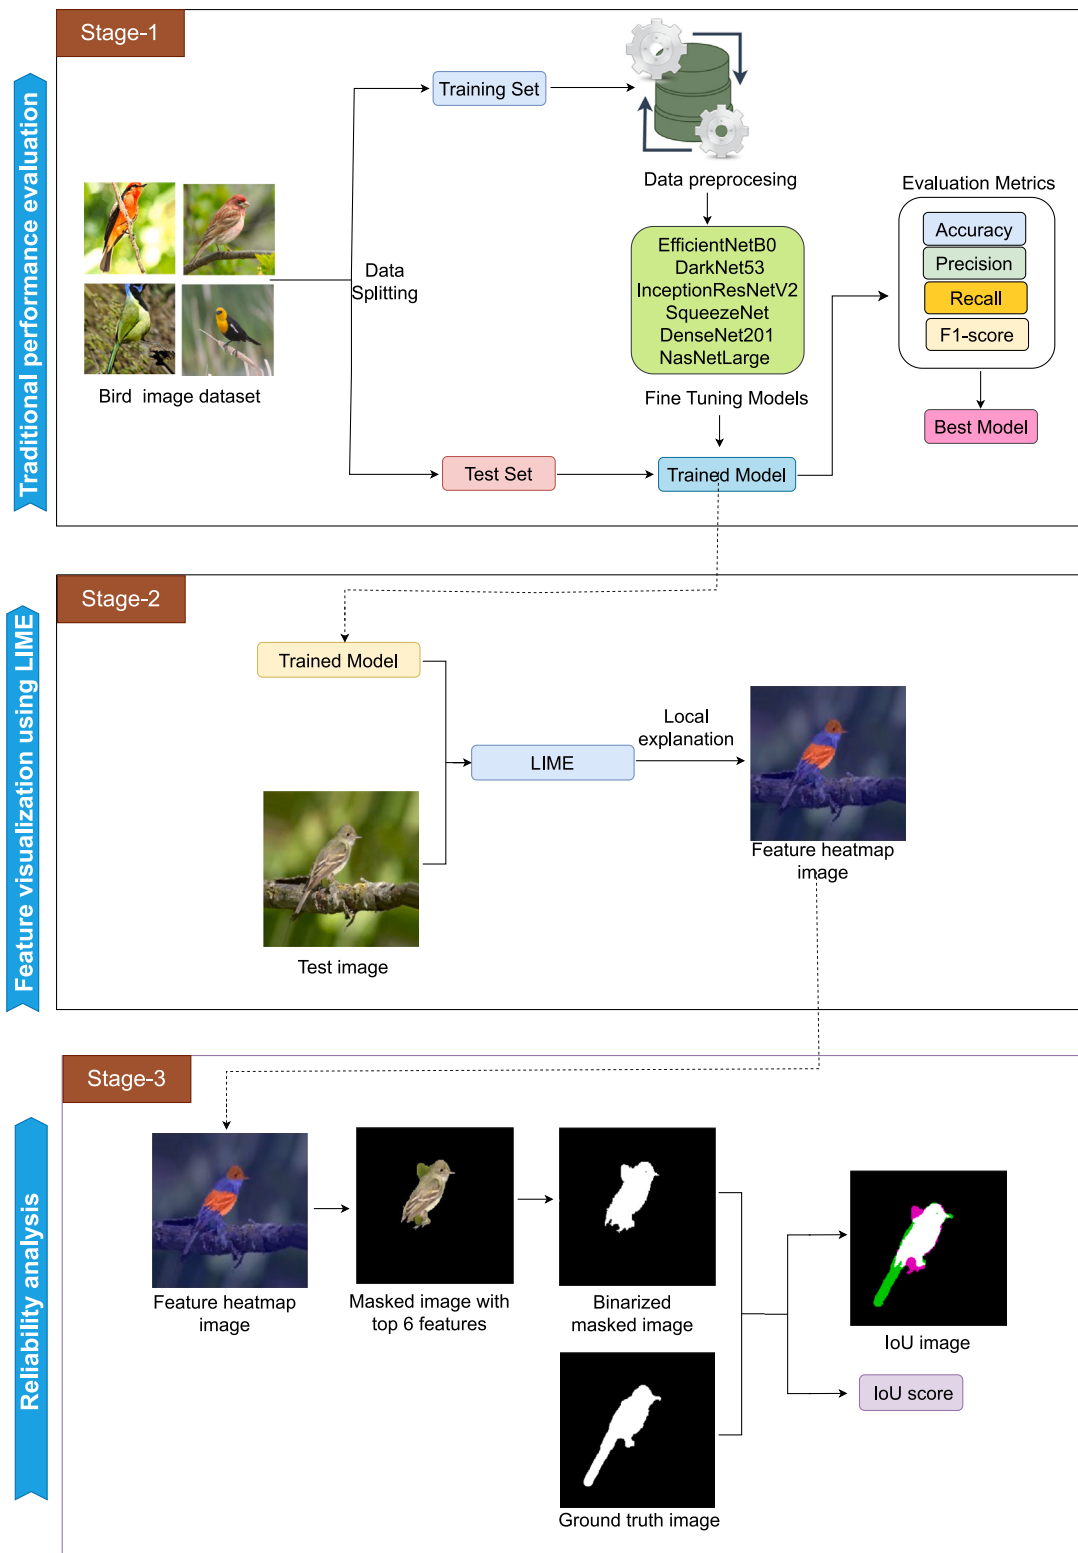 Stage-1
Traditional performance evaluation
Training Set
Data preprocesing
Data
Splitting
Bird image dataset
EfficientNetB0
DarkNet53
InceptionResNetV2
SqueezeNet
DenseNet201
NasNetLarge
Fine Tuning Models
Test Set
Trained Model
Evaluation Metrics
Accuracy
Precision
Recall
F1-score
Best Model
Stage-2
Feature visualization using LIME
Trained Model
LIME
Local
explanation
Test image
Feature heatmap
image
Stage-3
Reliability analysis
Feature heatmap
image
Masked image with
top 6 features
Binarized
masked image
Ground truth image
IoU image
IoU score